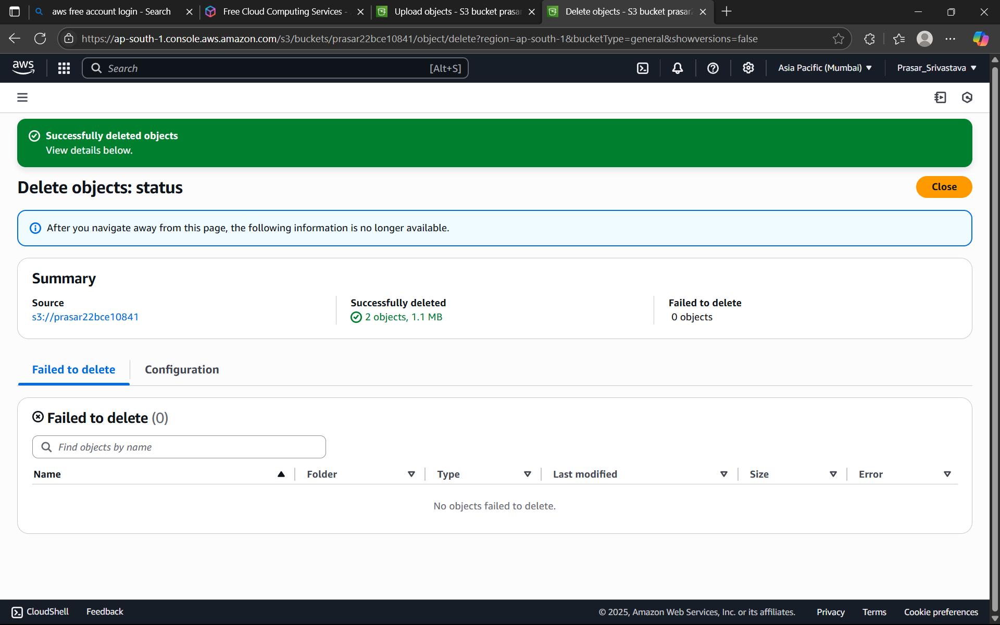 aws free account login - Search
Free Cloud Computing Services -
Upload objects - S3 bucket prasar
Delete objects - S3 bucket prasar2
https://ap-south-1.console.aws.amazon.com/s3/buckets/prasar22bce10841/object/delete?region=ap-south-1&bucketType=general&showversions=false
aws
Search
[Alt+S]
Asia Pacific (Mumbai)
Prasar_Srivastava
Successfully deleted objects
View details below.
Delete objects: status
Close
After you navigate away from this page, the following information is no longer available.
Summary
Source
s3://prasar22bce10841
Successfully deleted
2 objects, 1.1 MB
Failed to delete
0 objects
Failed to delete
Configuration
Failed to delete (0)
Find objects by name
Name
Folder
Type
Last modified
Size
Error
No objects failed to delete.
CloudShell
Feedback
© 2025, Amazon Web Services, Inc. or its affiliates.
Privacy
Terms
Cookie preferences